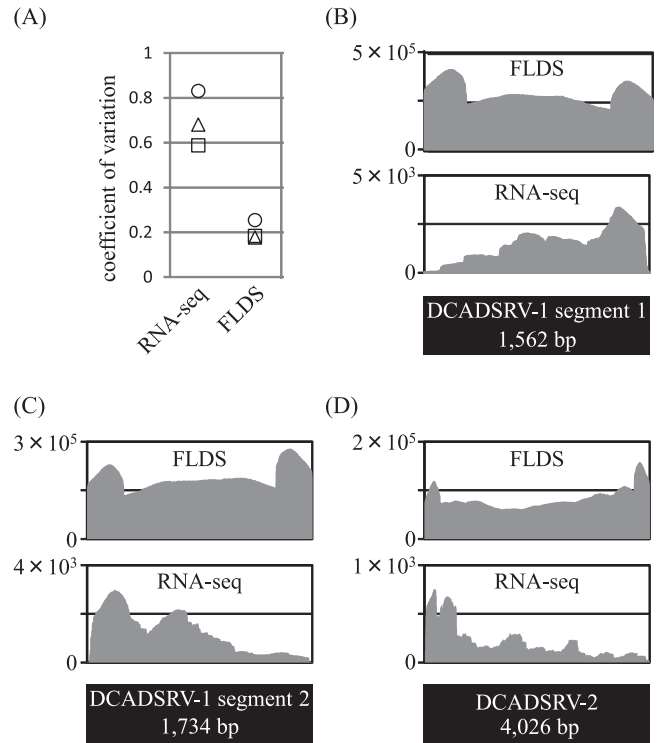 (A)
coefficient of variation
1
0.8
0.6
0.4
0.2
0
RNA-seq
FLDS
(B)
5 × 10⁵
FLDS
0
5 × 10³
RNA-seq
0
DCADSRV-1 segment 1
1,562 bp
(C)
3 × 10⁵
FLDS
0
4 × 10³
RNA-seq
0
DCADSRV-1 segment 2
1,734 bp
(D)
2 × 10⁵
FLDS
0
1 × 10³
RNA-seq
0
DCADSRV-2
4,026 bp